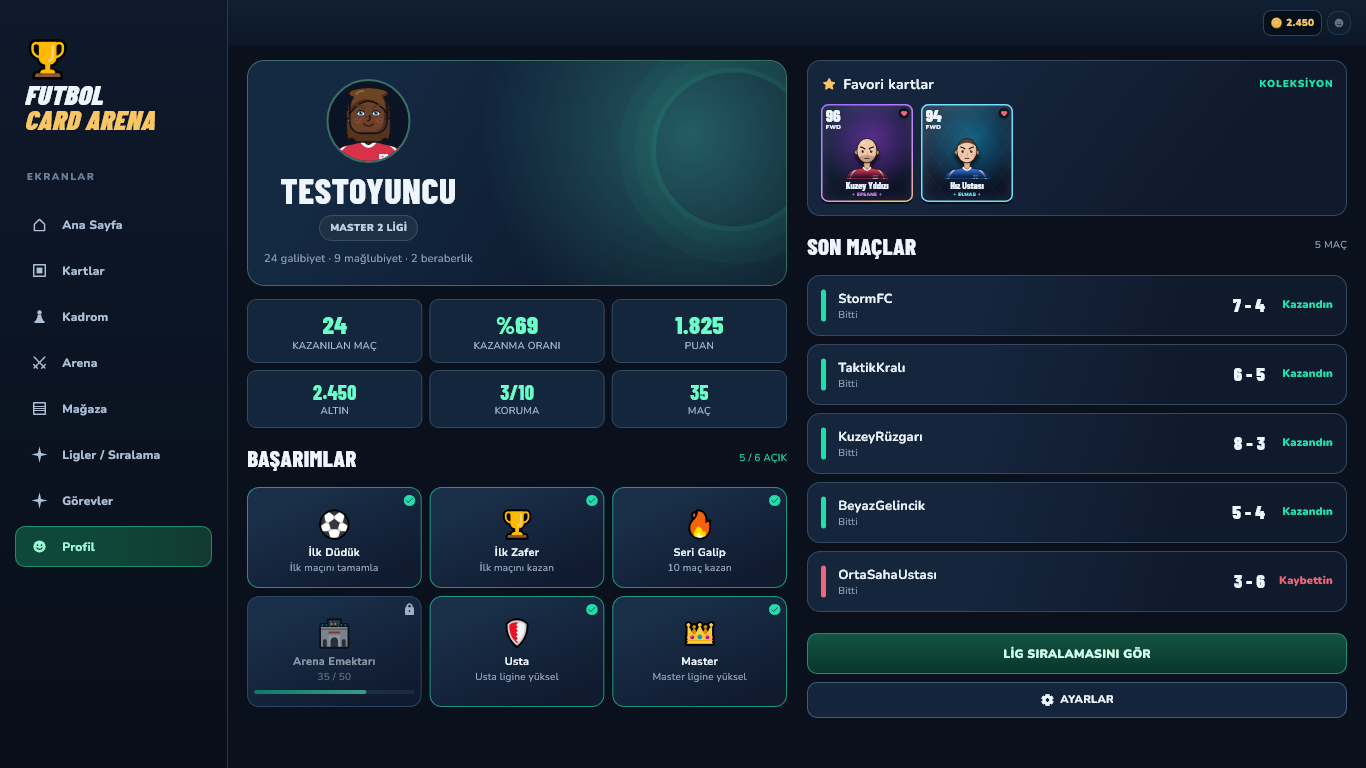 FUTBOL
CARD ARENA
EKRANLAR
Ana Sayfa
Kartlar
Kadrom
Arena
Mağaza
Ligler / Sıralama
Görevler
Profil
2.450
TESTOYUNCU
MASTER 2 LİGİ
24 galibiyet · 9 mağlubiyet · 2 beraberlik
24
KAZANILAN MAÇ
%69
KAZANMA ORANI
1.825
PUAN
2.450
ALTIN
3/10
KORUMA
35
MAÇ
BAŞARIMLAR
5 / 6 AÇIK
İlk Düdük
İlk maçını tamamla
İlk Zafer
İlk maçını kazan
Seri Galip
10 maç kazan
Arena Emektarı
35 / 50
Usta
Usta ligine yüksel
Master
Master ligine yüksel
Favori kartlar
KOLEKSİYON
96
FWD
Kuzey Yıldızı
• EFSANE •
94
FWD
Hız Ustası
• ELMAS •
SON MAÇLAR
5 MAÇ
StormFC
Bitti
7 - 4
Kazandın
TaktikKralı
Bitti
6 - 5
Kazandın
KuzeyRüzgarı
Bitti
8 - 3
Kazandın
BeyazGelincik
Bitti
5 - 4
Kazandın
OrtaSahaUstası
Bitti
3 - 6
Kaybettin
LİG SIRALAMASINI GÖR
AYARLAR